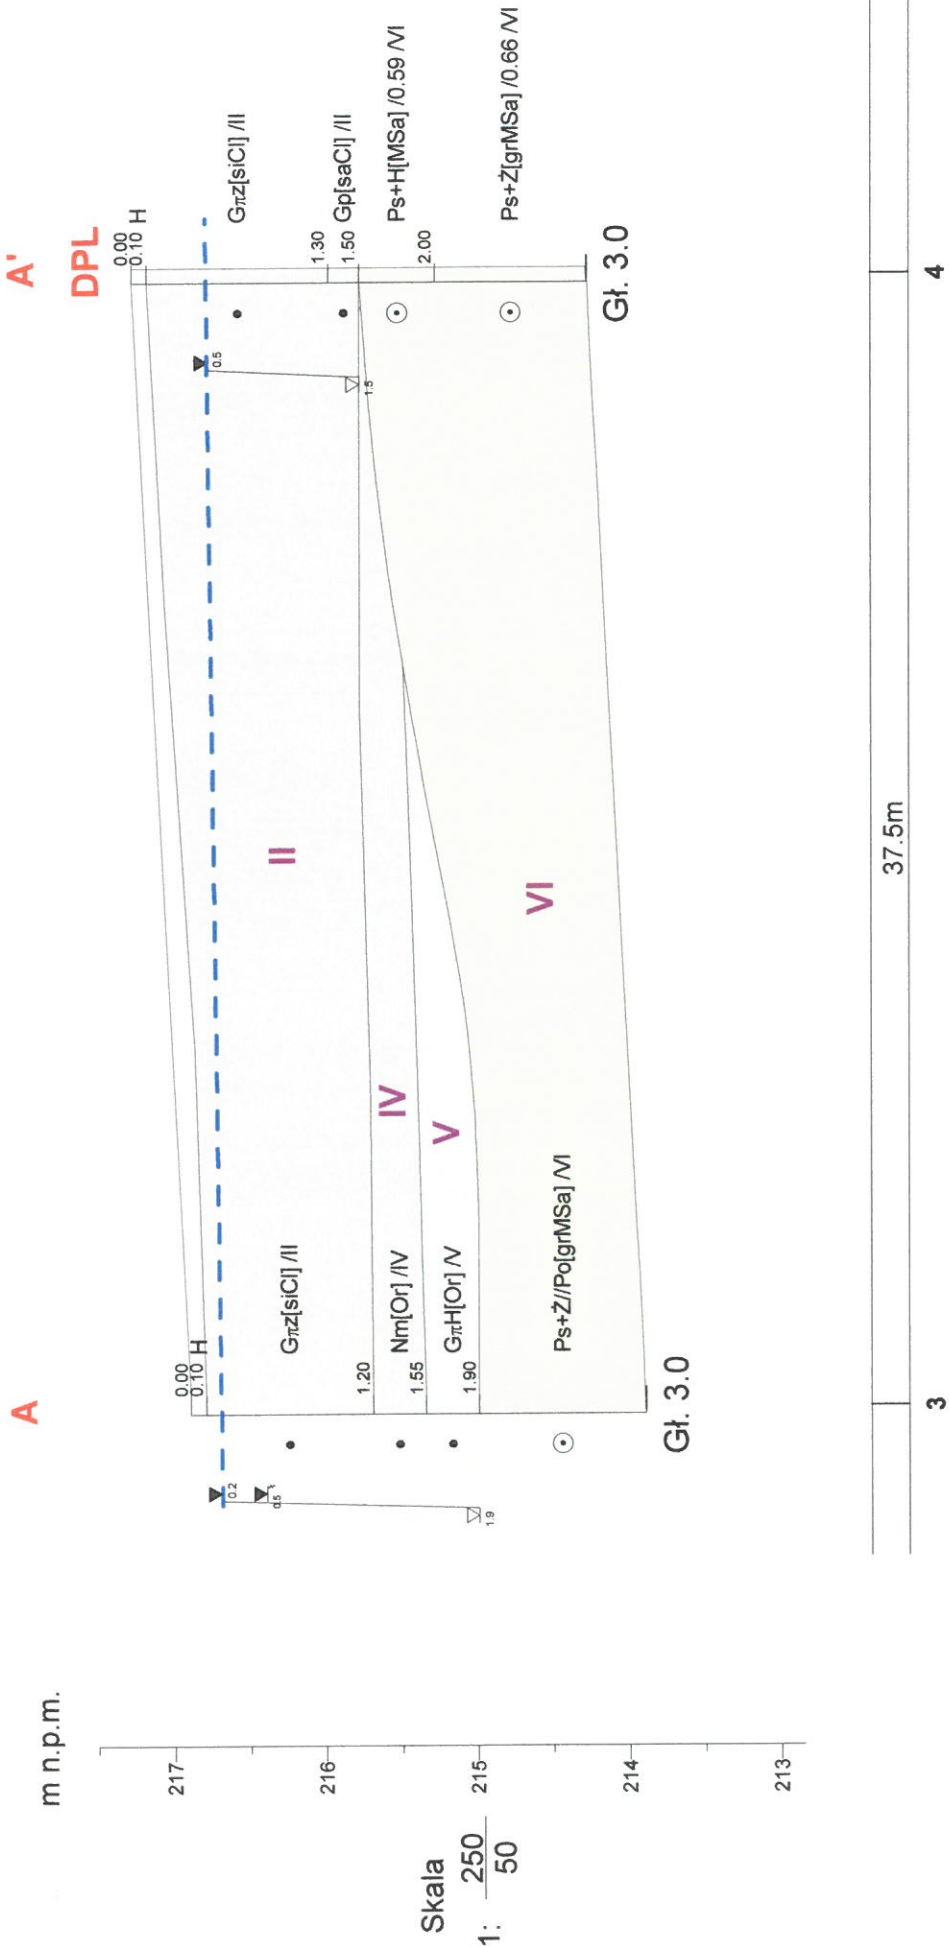 m n.p.m.
217
216
215
214
213
Skala
1: 250
50
A
0.00
0.10 H
0.2
0.5
1.9
Gπz[siCl] /II
1.20
Nm[Or] /IV
1.55
GπH[Or] /V
1.90
Ps+Ż//Po[grMSa] /VI
Gł. 3.0
II
IV
V
VI
A'
DPL
0.00
0.10 H
0.5
1.5
Gπz[siCl] /II
1.30
Gp[saCl] /II
1.50
Ps+H[MSa] /0.59 /VI
2.00
Ps+Ż[grMSa] /0.66 /VI
Gł. 3.0
37.5m
3
4